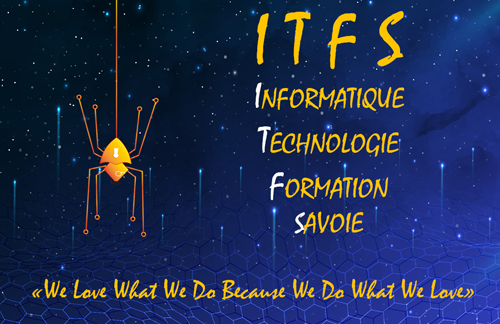 ITFS
INFORMATIQUE
TECHNOLOGIE
FORMATION
SAVOIE
«We Love What We Do Because We Do What We Love»